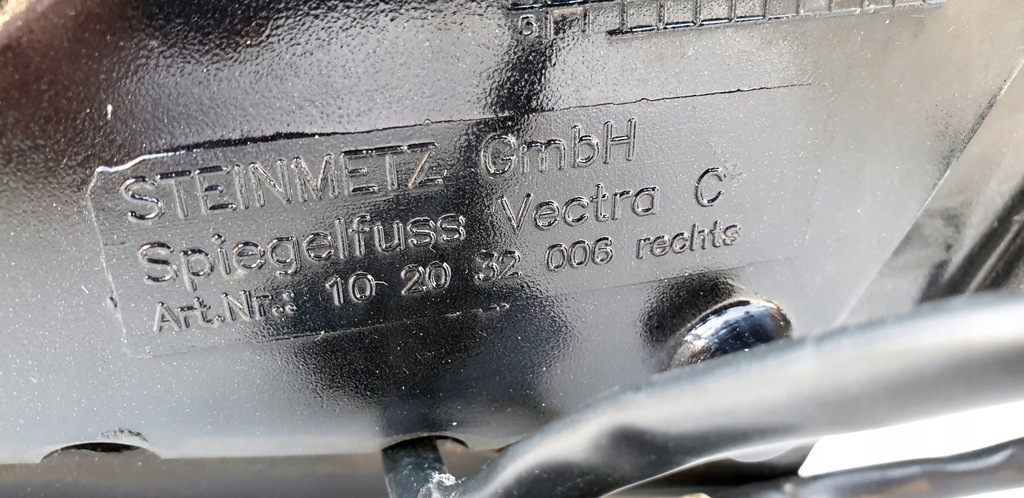 STEINMETZ GmbH
Spiegelfuss Vectra C
Art.Nr.: 10 20 32 006 rechts